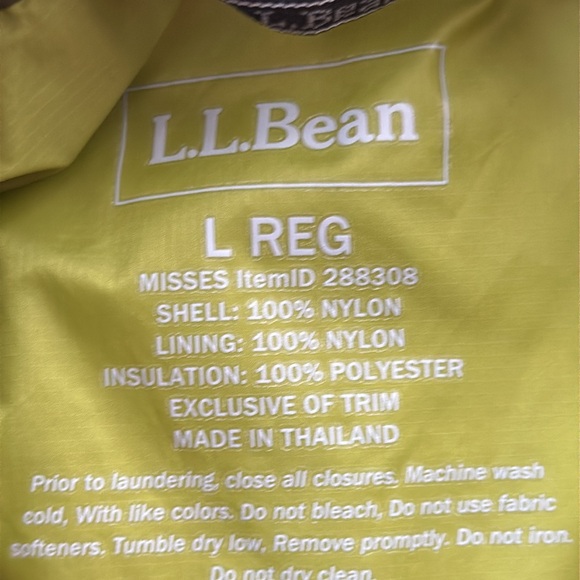 L.L.Bean
L.L.Bean
L REG
MISSES ItemID 288308
SHELL: 100% NYLON
LINING: 100% NYLON
INSULATION: 100% POLYESTER
EXCLUSIVE OF TRIM
MADE IN THAILAND
Prior to laundering, close all closures. Machine wash
cold, With like colors. Do not bleach, Do not use fabric
softeners. Tumble dry low, Remove promptly. Do not iron.
Do not dry clean.